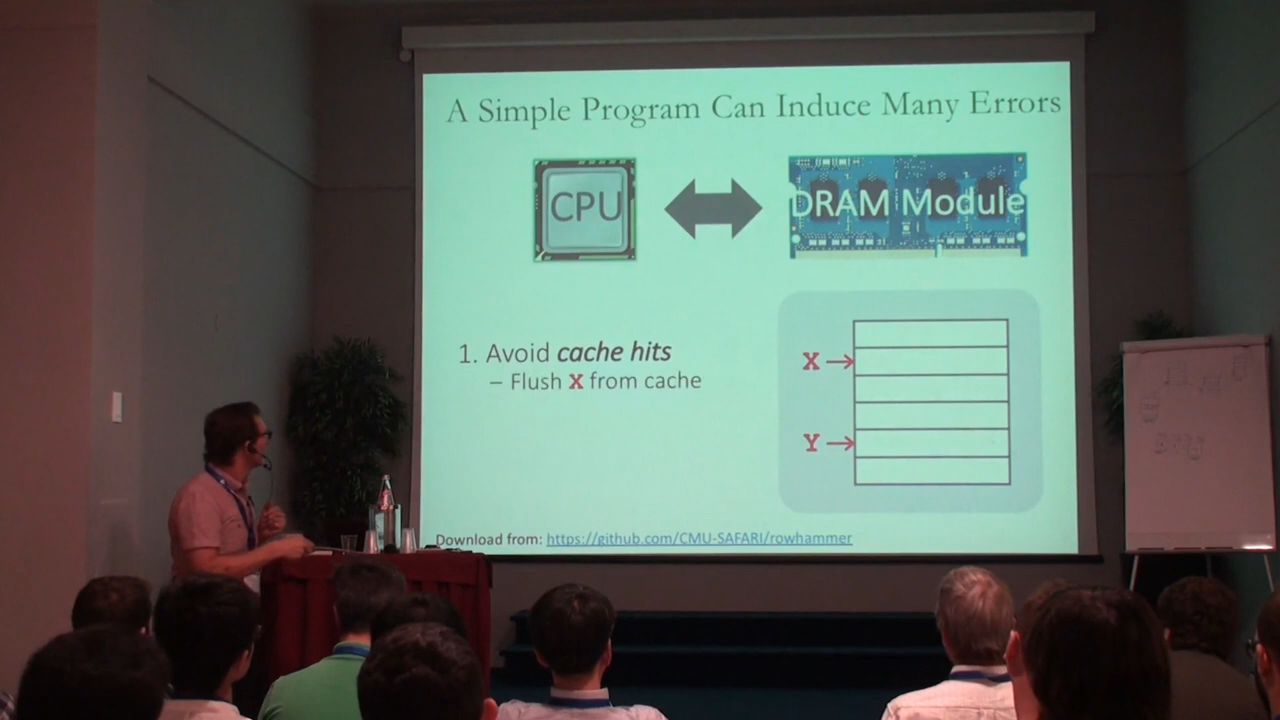 A Simple Program Can Induce Many Errors
CPU
DRAM Module
1. Avoid cache hits
– Flush X from cache
X
Y
Download from: https://github.com/CMU-SAFARI/rowhammer